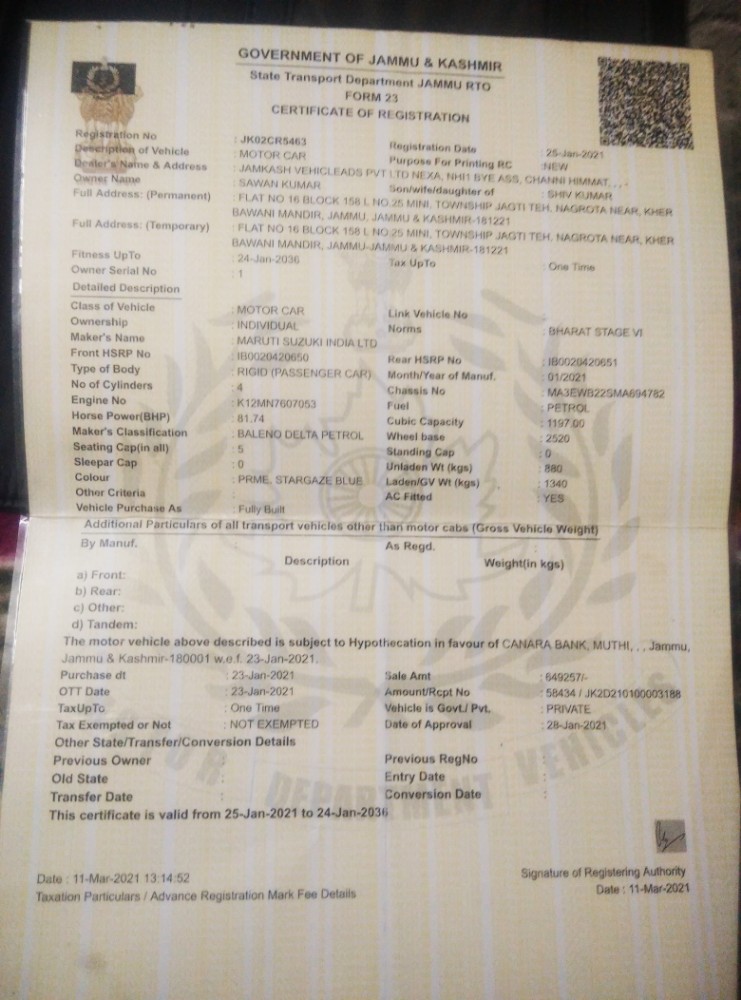 GOVERNMENT OF JAMMU & KASHMIR
State Transport Department JAMMU RTO
FORM 23
CERTIFICATE OF REGISTRATION
Registration No : JK02CR5463 Registration Date : 25-Jan-2021
Description of Vehicle : MOTOR CAR Purpose For Printing RC : NEW
Dealer's Name & Address : JAMKASH VEHICLEADS PVT LTD NEXA, NH11 BYE ASS, CHANNI HIMMAT, , , -
Owner Name : SAWAN KUMAR Son/wife/daughter of : SHIV KUMAR
Full Address: (Permanent) : FLAT NO 16 BLOCK 158 L NO.25 MINI, TOWNSHIP JAGTI TEH, NAGROTA NEAR, KHER
BAWANI MANDIR, JAMMU, JAMMU & KASHMIR-181221
Full Address: (Temporary) : FLAT NO 16 BLOCK 158 L NO.25 MINI, TOWNSHIP JAGTI TEH, NAGROTA NEAR, KHER
BAWANI MANDIR, JAMMU-JAMMU & KASHMIR-181221
Fitness UpTo : 24-Jan-2036 Tax UpTo : One Time
Owner Serial No : 1
Detailed Description
Class of Vehicle : MOTOR CAR Link Vehicle No
Ownership : INDIVIDUAL Norms : BHARAT STAGE VI
Maker's Name : MARUTI SUZUKI INDIA LTD
Front HSRP No : IB0020420650 Rear HSRP No : IB0020420651
Type of Body : RIGID (PASSENGER CAR) Month/Year of Manuf. : 01/2021
No of Cylinders : 4 Chassis No : MA3EWB22SMA694782
Engine No : K12MN7607053 Fuel : PETROL
Horse Power(BHP) : 81.74 Cubic Capacity : 1197.00
Maker's Classification : BALENO DELTA PETROL Wheel base : 2520
Seating Cap(in all) : 5 Standing Cap : 0
Sleepar Cap : 0 Unladen Wt (kgs) : 880
Colour : PRME. STARGAZE BLUE Laden/GV Wt (kgs) : 1340
Other Criteria : AC Fitted : YES
Vehicle Purchase As : Fully Built
Additional Particulars of all transport vehicles other than motor cabs (Gross Vehicle Weight)
By Manuf. : As Regd. :
Description Weight(in kgs)
a) Front:
b) Rear:
c) Other:
d) Tandem:
The motor vehicle above described is subject to Hypothecation in favour of CANARA BANK, MUTHI, , , Jammu,
Jammu & Kashmir-180001 w.e.f. 23-Jan-2021.
Purchase dt : 23-Jan-2021 Sale Amt : 649257/-
OTT Date : 23-Jan-2021 Amount/Rcpt No : 58434 / JK2D210100003188
TaxUpTo : One Time Vehicle is Govt./ Pvt. : PRIVATE
Tax Exempted or Not : NOT EXEMPTED Date of Approval : 28-Jan-2021
Other State/Transfer/Conversion Details
Previous Owner : Previous RegNo :
Old State : Entry Date :
Transfer Date : Conversion Date :
This certificate is valid from 25-Jan-2021 to 24-Jan-2036
DEPARTMENT VEHICLES
Date : 11-Mar-2021 13:14:52 Signature of Registering Authority
Taxation Particulars / Advance Registration Mark Fee Details Date : 11-Mar-2021